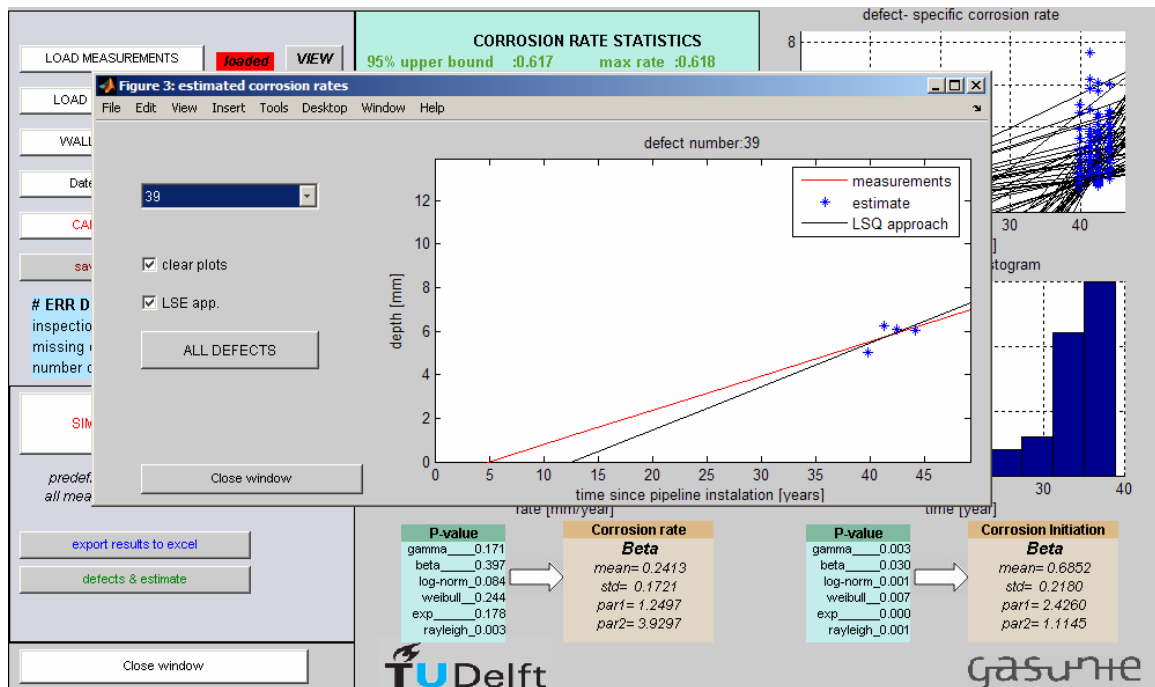 defect- specific corrosion rate
CORROSION RATE STATISTICS
95% upper bound :0.617 max rate :0.618
LOAD MEASUREMENTS
loaded
VIEW
8
Figure 3: estimated corrosion rates
File Edit View Insert Tools Desktop Window Help
LOAD
WALL
Date
CAL
sav
# ERR D
inspectio
missing
number
SIM
predef.
all mea
39
clear plots
LSE app.
ALL DEFECTS
Close window
defect number:39
measurements
estimate
LSQ approach
depth [mm]
12
10
8
6
4
2
0
0 5 10 15 20 25 30 35 40 45
time since pipeline instalation [years]
30 40
stogram
30 40
rate [mm/year]
time [year]
export results to excel
defects & estimate
Close window
P-value
gamma____0.171
beta____0.397
log-norm_0.084
weibull__0.244
exp____0.178
rayleigh_0.003
Corrosion rate
Beta
mean= 0.2413
std= 0.1721
par1= 1.2497
par2= 3.9297
P-value
gamma____0.003
beta____0.030
log-norm_0.001
weibull__0.007
exp____0.000
rayleigh_0.001
Corrosion Initiation
Beta
mean= 0.6852
std= 0.2180
par1= 2.4260
par2= 1.1145
TU Delft
gasunie